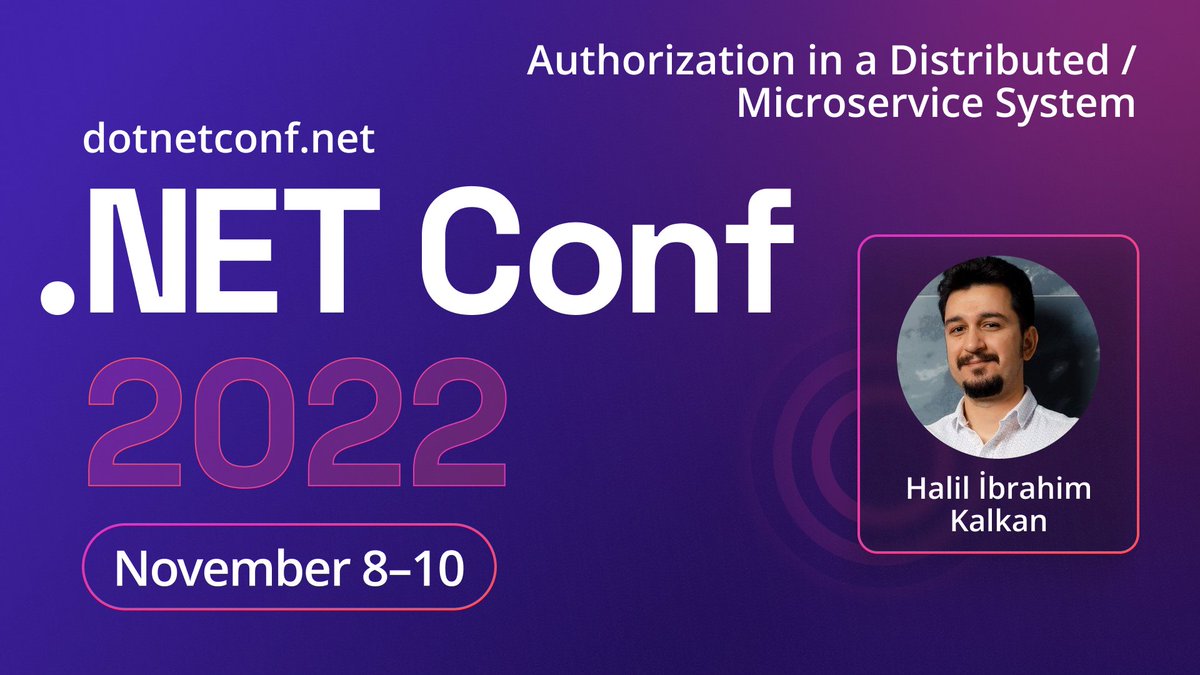 Authorization in a Distributed /
Microservice System
dotnetconf.net
.NET Conf
2022
November 8–10
Halil İbrahim
Kalkan